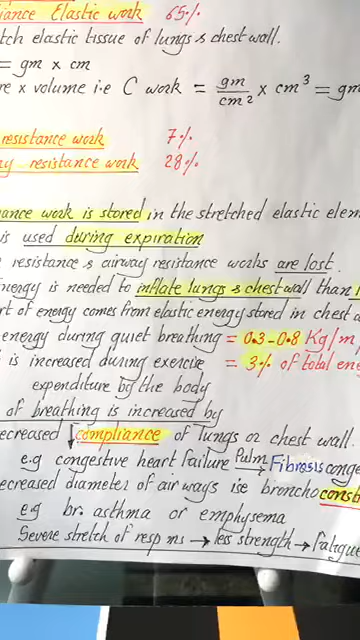 iance Elastic work 65%
tch elastic tissue of lungs & chest wall.
= gm x cm
re x volume i.e C work = gm/cm² x cm³ = gm
resistance work 7%
ay resistance work 28%
ance work is stored in the stretched elastic elem
is used during expiration
resistance & airway resistance works are lost.
energy is needed to inflate lungs & chest wall than
rt of energy comes from elastic energy stored in chest
energy during quiet breathing = 0.3-0.8 Kg/m
is increased during exercise = 3% of total ene
expenditure by the body
of breathing is increased by
ecreased ↓compliance of lungs or chest wall.
e.g congestive heart failure Pulm→ Fibrosis conge
ecreased diameter of airways i.e bronchoconst
e.g br. asthma or emphysema
Severe stretch of resp ms → less strength → fatigue